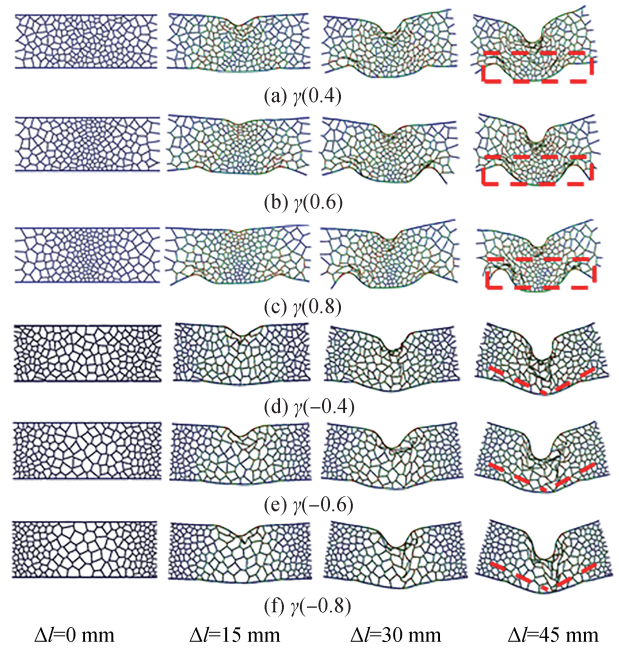 (a) γ(0.4)
(b) γ(0.6)
(c) γ(0.8)
(d) γ(−0.4)
(e) γ(−0.6)
(f) γ(−0.8)
Δl=0 mm Δl=15 mm Δl=30 mm Δl=45 mm